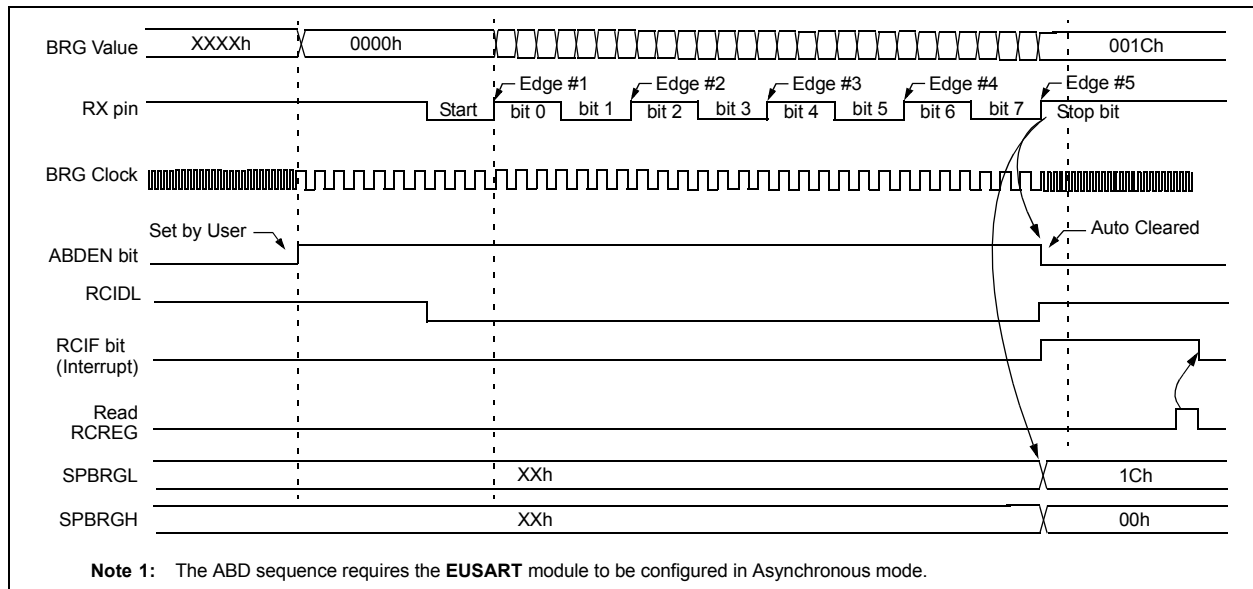 BRG Value XXXXh 0000h 001Ch
Edge #1 Edge #2 Edge #3 Edge #4 Edge #5
RX pin Start bit 0 bit 1 bit 2 bit 3 bit 4 bit 5 bit 6 bit 7 Stop bit
BRG Clock
Set by User Auto Cleared
ABDEN bit
RCIDL
RCIF bit
(Interrupt)
Read
RCREG
SPBRGL XXh 1Ch
SPBRGH XXh 00h
Note 1: The ABD sequence requires the EUSART module to be configured in Asynchronous mode.